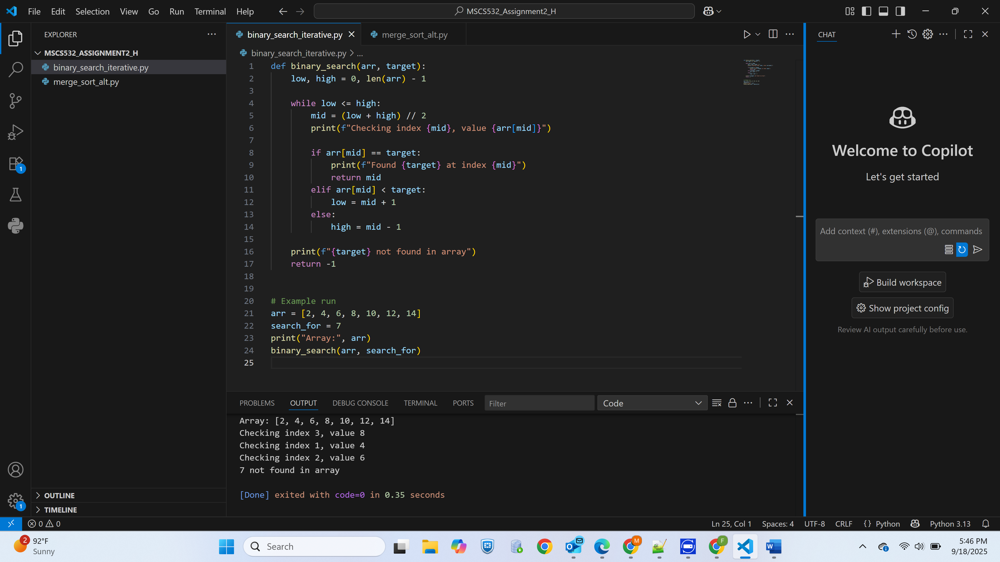 File Edit Selection View Go Run Terminal Help
MSCS532_Assignment2_H
EXPLORER
MSCS532_ASSIGNMENT2_H
binary_search_iterative.py
merge_sort_alt.py
1
OUTLINE
TIMELINE
1
binary_search_iterative.py
merge_sort_alt.py
binary_search_iterative.py > ...
1 def binary_search(arr, target):
2     low, high = 0, len(arr) - 1
3
4     while low <= high:
5         mid = (low + high) // 2
6         print(f"Checking index {mid}, value {arr[mid]}")
7
8         if arr[mid] == target:
9             print(f"Found {target} at index {mid}")
10             return mid
11         elif arr[mid] < target:
12             low = mid + 1
13         else:
14             high = mid - 1
15
16     print(f"{target} not found in array")
17     return -1
18
19
20 # Example run
21 arr = [2, 4, 6, 8, 10, 12, 14]
22 search_for = 7
23 print("Array:", arr)
24 binary_search(arr, search_for)
25
PROBLEMS OUTPUT DEBUG CONSOLE TERMINAL PORTS Filter Code
Array: [2, 4, 6, 8, 10, 12, 14]
Checking index 3, value 8
Checking index 1, value 4
Checking index 2, value 6
7 not found in array
[Done] exited with code=0 in 0.35 seconds
CHAT
Welcome to Copilot
Let's get started
Add context (#), extensions (@), commands
Build workspace
Show project config
Review AI output carefully before use.
0 0 Ln 25, Col 1 Spaces: 4 UTF-8 CRLF {} Python Python 3.13
2
92°F
Sunny
Search
M
F
5:46 PM
9/18/2025